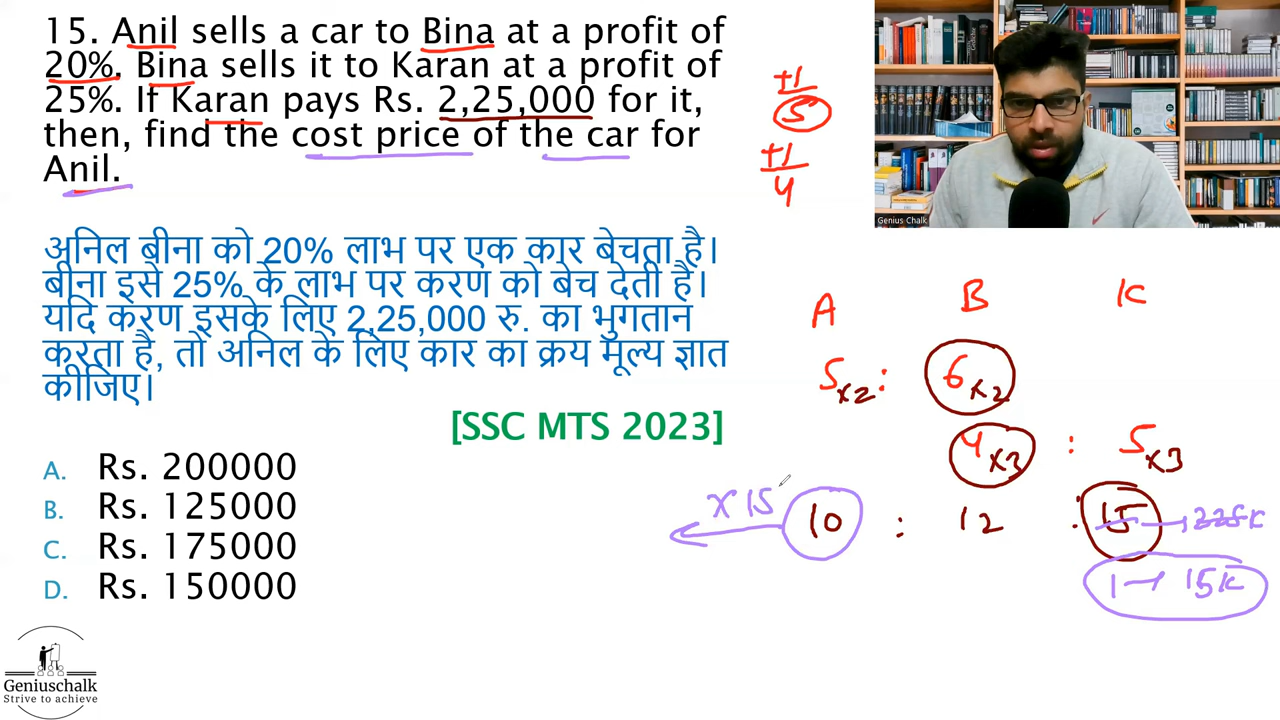 15. Anil sells a car to Bina at a profit of
20%. Bina sells it to Karan at a profit of
25%. If Karan pays Rs. 2,25,000 for it,
then, find the cost price of the car for
Anil.
अनिल बीना को 20% लाभ पर एक कार बेचता है।
बीना इसे 25% के लाभ पर करण को बेच देती है।
यदि करण इसके लिए 2,25,000 रु. का भुगतान
करता है, तो अनिल के लिए कार का क्रय मूल्य ज्ञात
कीजिए।
[SSC MTS 2023]
A. Rs. 200000
B. Rs. 125000
C. Rs. 175000
D. Rs. 150000
+1
5
+1
4
Genius Chalk
A B K
5×2 : 6×2
4×3 : 5×3
×15 10 : 12 : 15 → 225K
1 → 15K
Geniuschalk
Strive to achieve